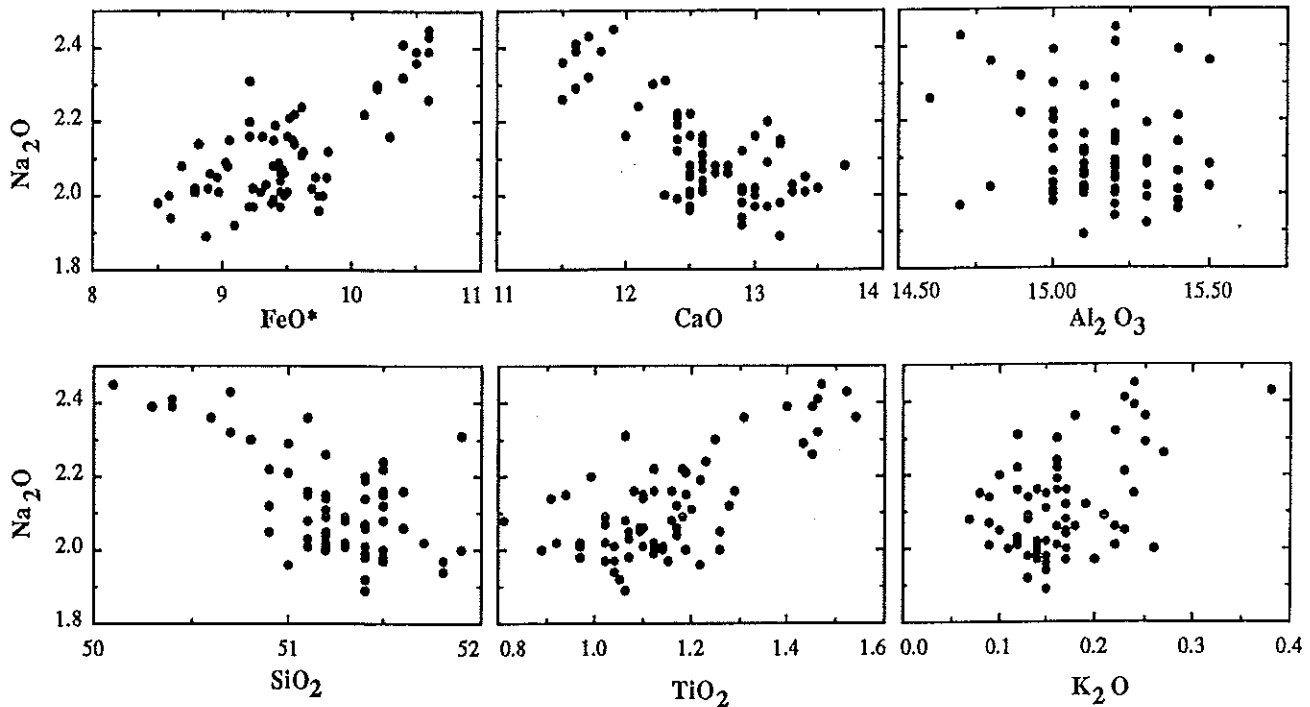 Na2O
2.4
2.2
2.0
1.8
8 9 10 11
FeO*
11 12 13 14
CaO
14.50 15.00 15.50
Al2 O3
Na2O
2.4
2.2
2.0
1.8
50 51 52
SiO2
0.8 1.0 1.2 1.4 1.6
TiO2
0.0 0.1 0.2 0.3 0.4
K2 O